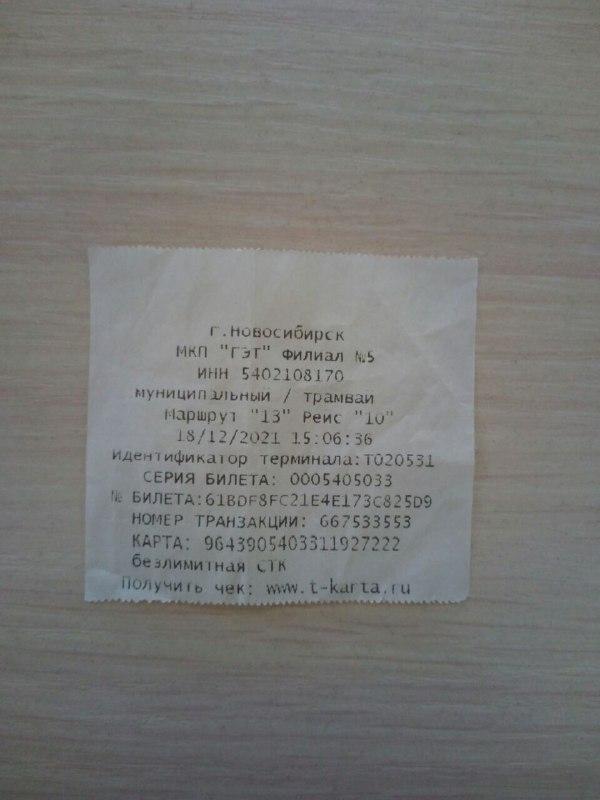 г.Новосибирск
МКП "ГЭТ" Филиал №5
ИНН 5402108170
муниципальный / трамвай
Маршрут "13" Рейс "10"
18/12/2021 15:06:36
идентификатор терминала:T020531
СЕРИЯ БИЛЕТА: 0005405033
№ БИЛЕТА:61BDF8FC21E4E173C825D9
НОМЕР ТРАНЗАКЦИИ: 667533553
КАРТА: 9643905403311927222
безлимитная СТК
Получить чек: www.t-karta.ru